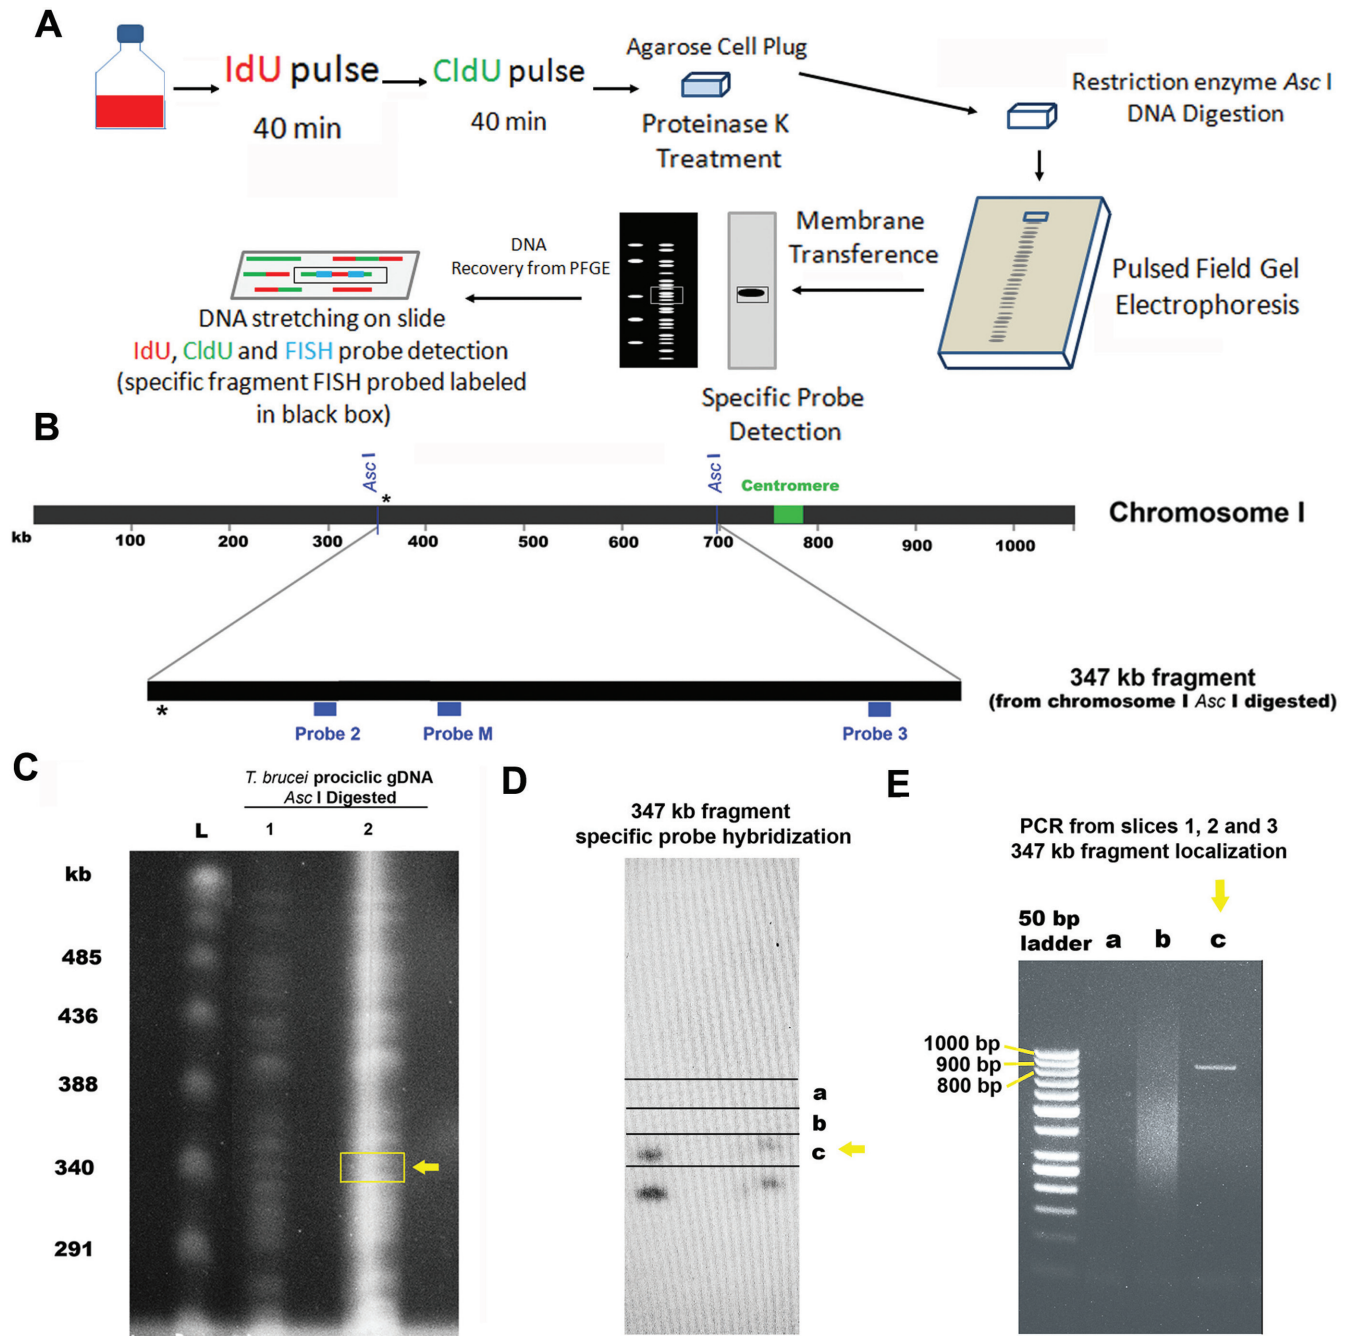 A
IdU pulse
40 min
CldU pulse
40 min
Agarose Cell Plug
Proteinase K
Treatment
Restriction enzyme Asc I
DNA Digestion
Membrane
Transference
Pulsed Field Gel
Electrophoresis
DNA
Recovery from PFGE
DNA stretching on slide
IdU, CldU and FISH probe detection
(specific fragment FISH probed labeled
in black box)
Specific Probe
Detection
B
Asc I
*
Asc I
Centromere
Chromosome I
kb 100 200 300 400 500 600 700 800 900 1000
347 kb fragment
(from chromosome I Asc I digested)
*
Probe 2
Probe M
Probe 3
C
T. brucei prociclic gDNA
Asc I Digested
L 1 2
kb
485
436
388
340
291
D
347 kb fragment
specific probe hybridization
a
b
c
E
PCR from slices 1, 2 and 3
347 kb fragment localization
50 bp
ladder a b c
1000 bp
900 bp
800 bp